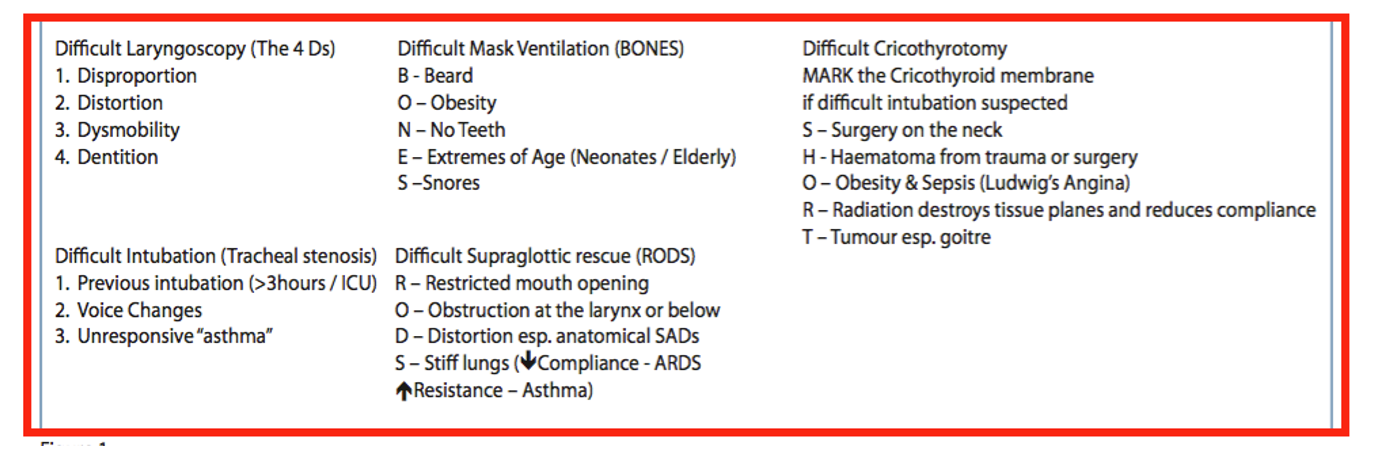 Difficult Laryngoscopy (The 4 Ds)
1. Disproportion
2. Distortion
3. Dysmobility
4. Dentition
Difficult Mask Ventilation (BONES)
B - Beard
O – Obesity
N – No Teeth
E – Extremes of Age (Neonates / Elderly)
S –Snores
Difficult Cricothyrotomy
MARK the Cricothyroid membrane
if difficult intubation suspected
S – Surgery on the neck
H - Haematoma from trauma or surgery
O – Obesity & Sepsis (Ludwig's Angina)
R – Radiation destroys tissue planes and reduces compliance
T – Tumour esp. goitre
Difficult Intubation (Tracheal stenosis)
1. Previous intubation (>3hours / ICU)
2. Voice Changes
3. Unresponsive "asthma"
Difficult Supraglottic rescue (RODS)
R – Restricted mouth opening
O – Obstruction at the larynx or below
D – Distortion esp. anatomical SADs
S – Stiff lungs (↓Compliance - ARDS
↑Resistance – Asthma)